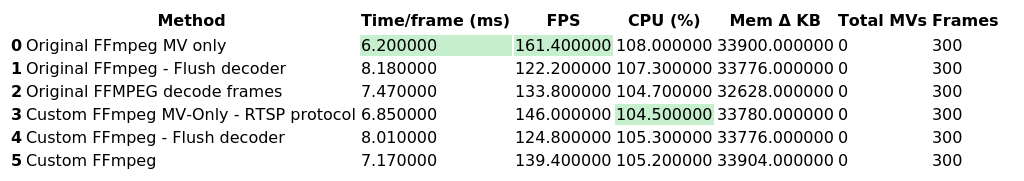 Method Time/frame (ms) FPS CPU (%) Mem Δ KB Total MVs Frames
0 Original FFmpeg MV only 6.200000 161.400000 108.000000 33900.000000 0 300
1 Original FFmpeg - Flush decoder 8.180000 122.200000 107.300000 33776.000000 0 300
2 Original FFMPEG decode frames 7.470000 133.800000 104.700000 32628.000000 0 300
3 Custom FFmpeg MV-Only - RTSP protocol 6.850000 146.000000 104.500000 33780.000000 0 300
4 Custom FFmpeg - Flush decoder 8.010000 124.800000 105.300000 33776.000000 0 300
5 Custom FFmpeg 7.170000 139.400000 105.200000 33904.000000 0 300